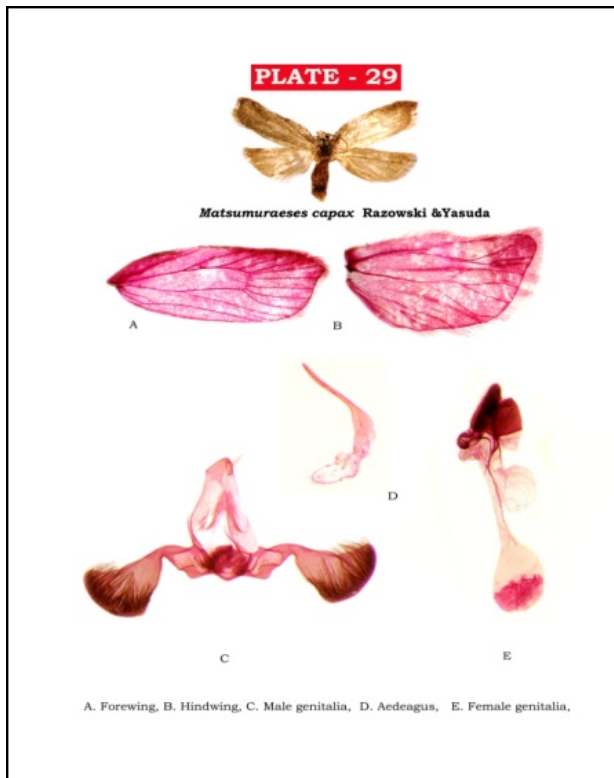 PLATE - 29
Matsumuraeses capax Razowski &Yasuda
A
B
D
C
E
A. Forewing, B. Hindwing, C. Male genitalia, D. Aedeagus, E. Female genitalia,